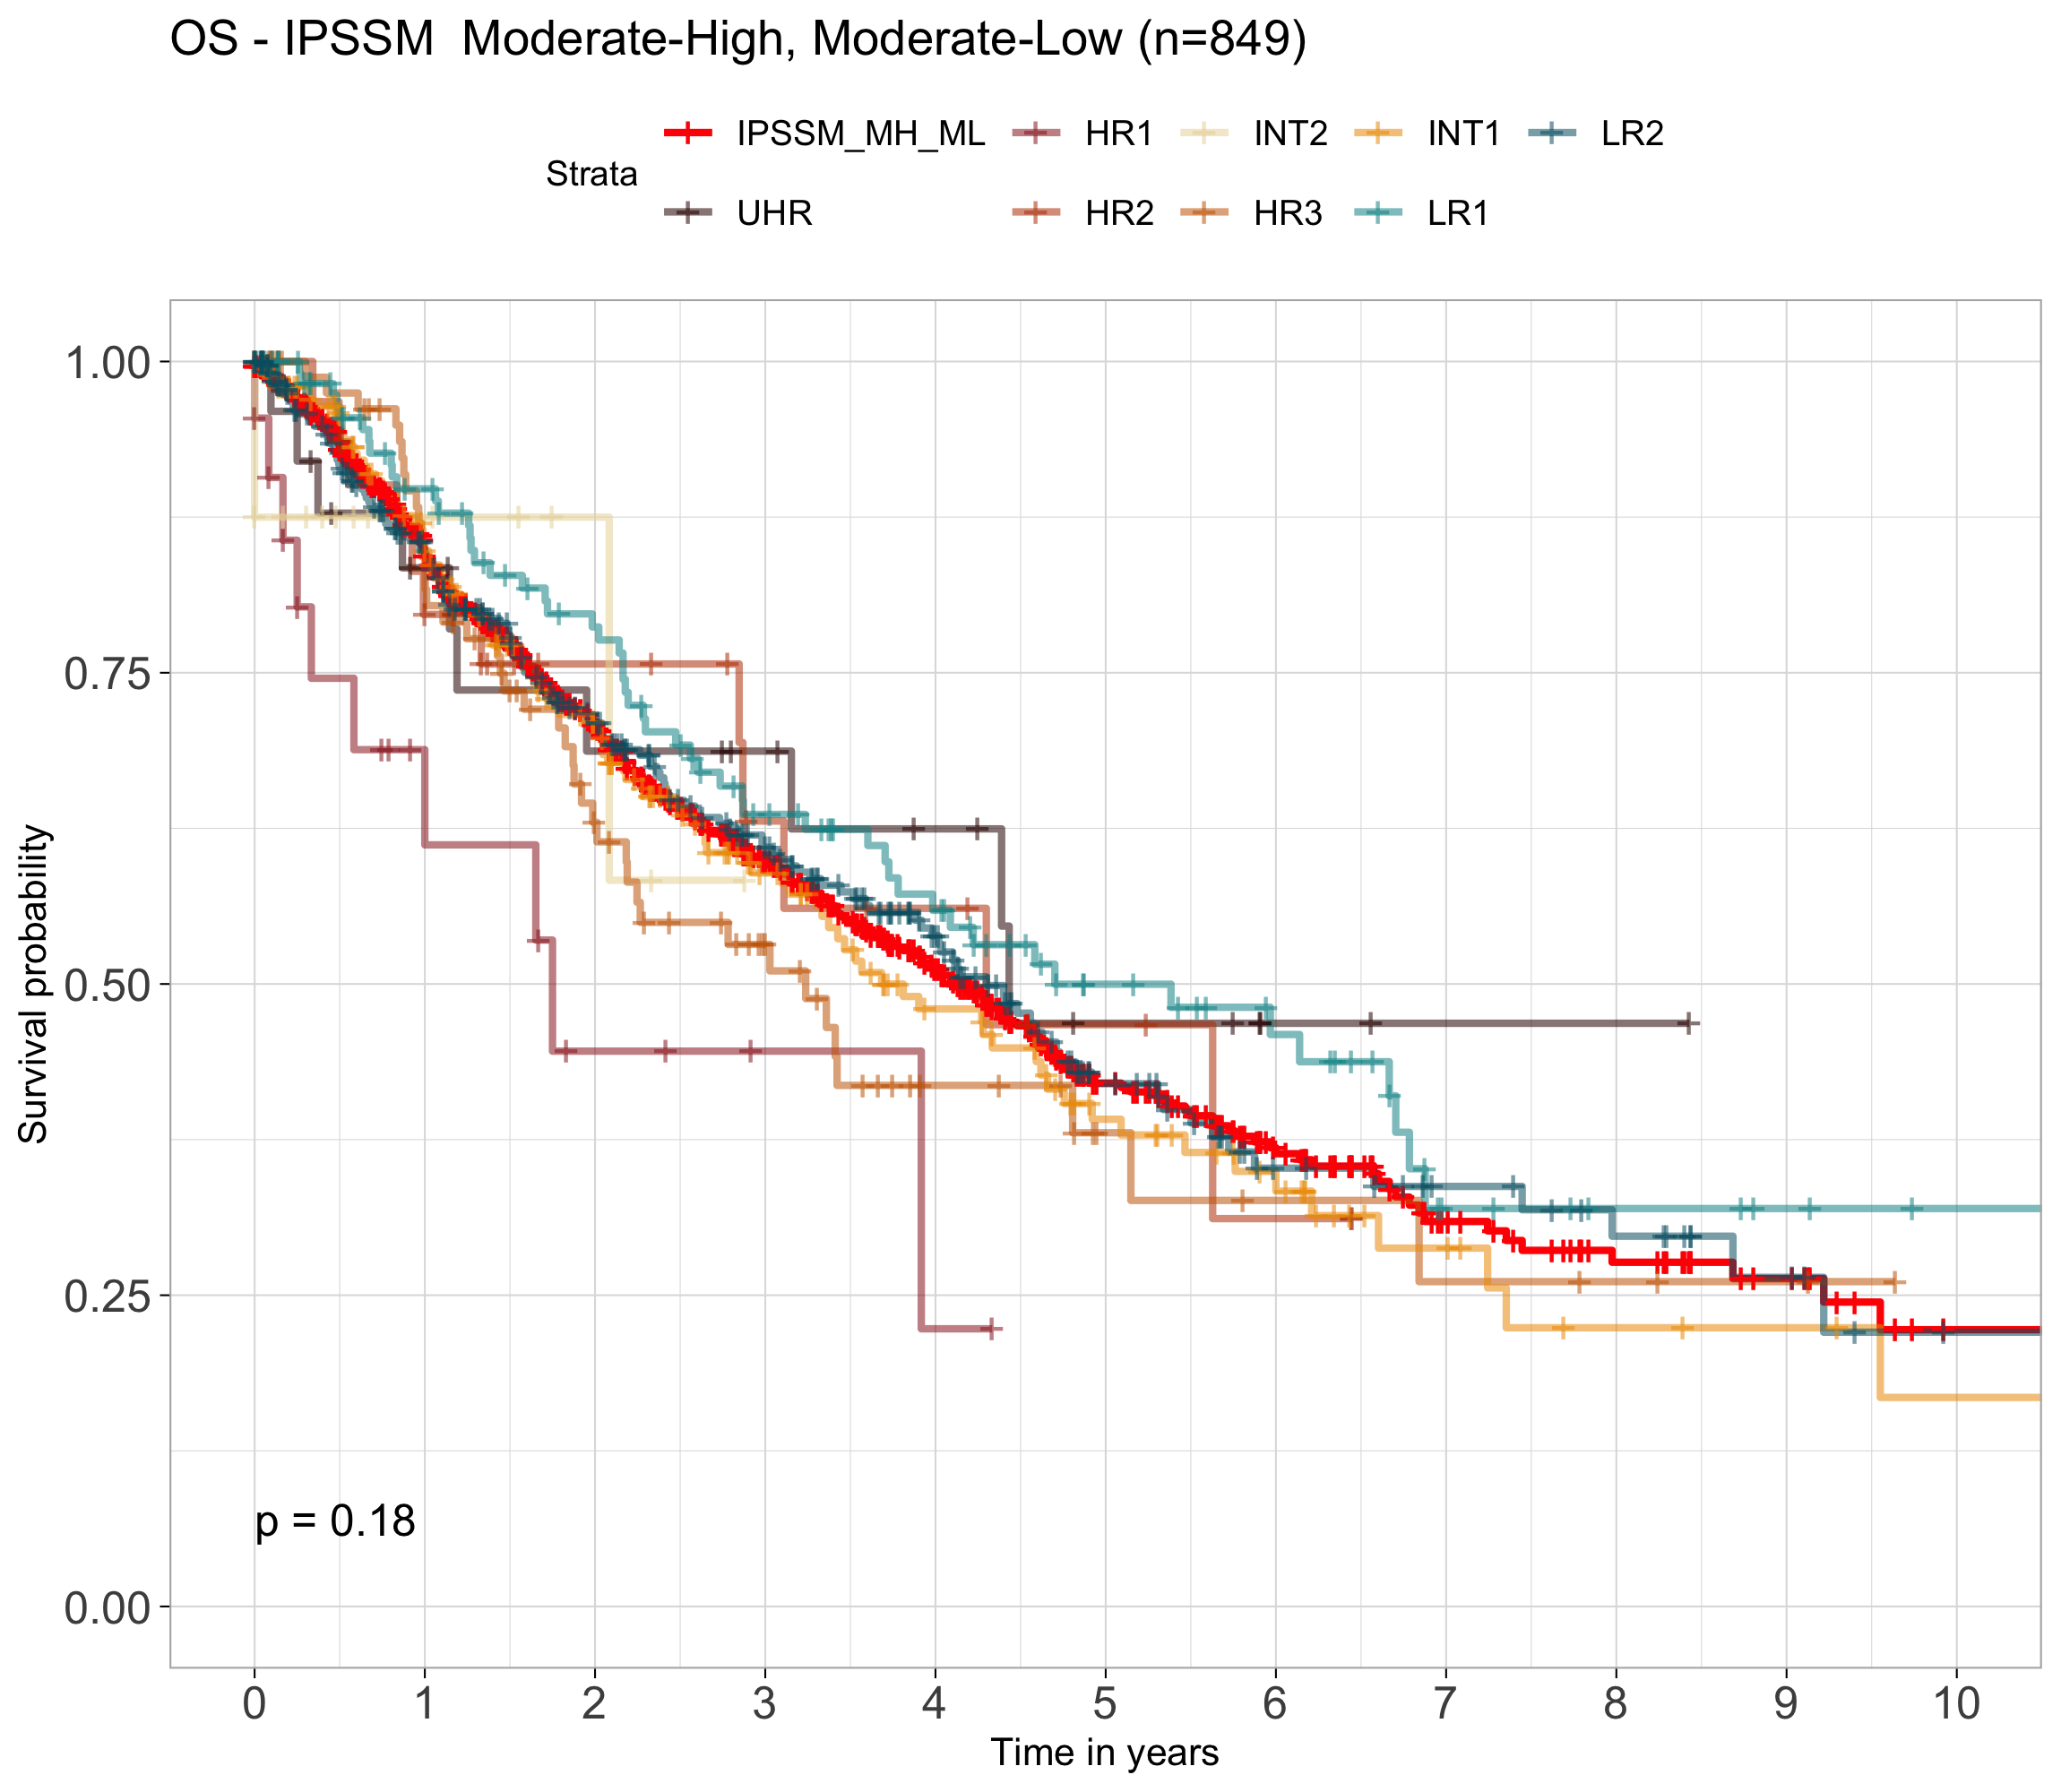 OS - IPSSM  Moderate-High, Moderate-Low (n=849)
Strata
IPSSM_MH_ML HR1 INT2 INT1 LR2
UHR HR2 HR3 LR1
1.00
0.75
0.50
0.25
0.00
Survival probability
p = 0.18
0 1 2 3 4 5 6 7 8 9 10
Time in years